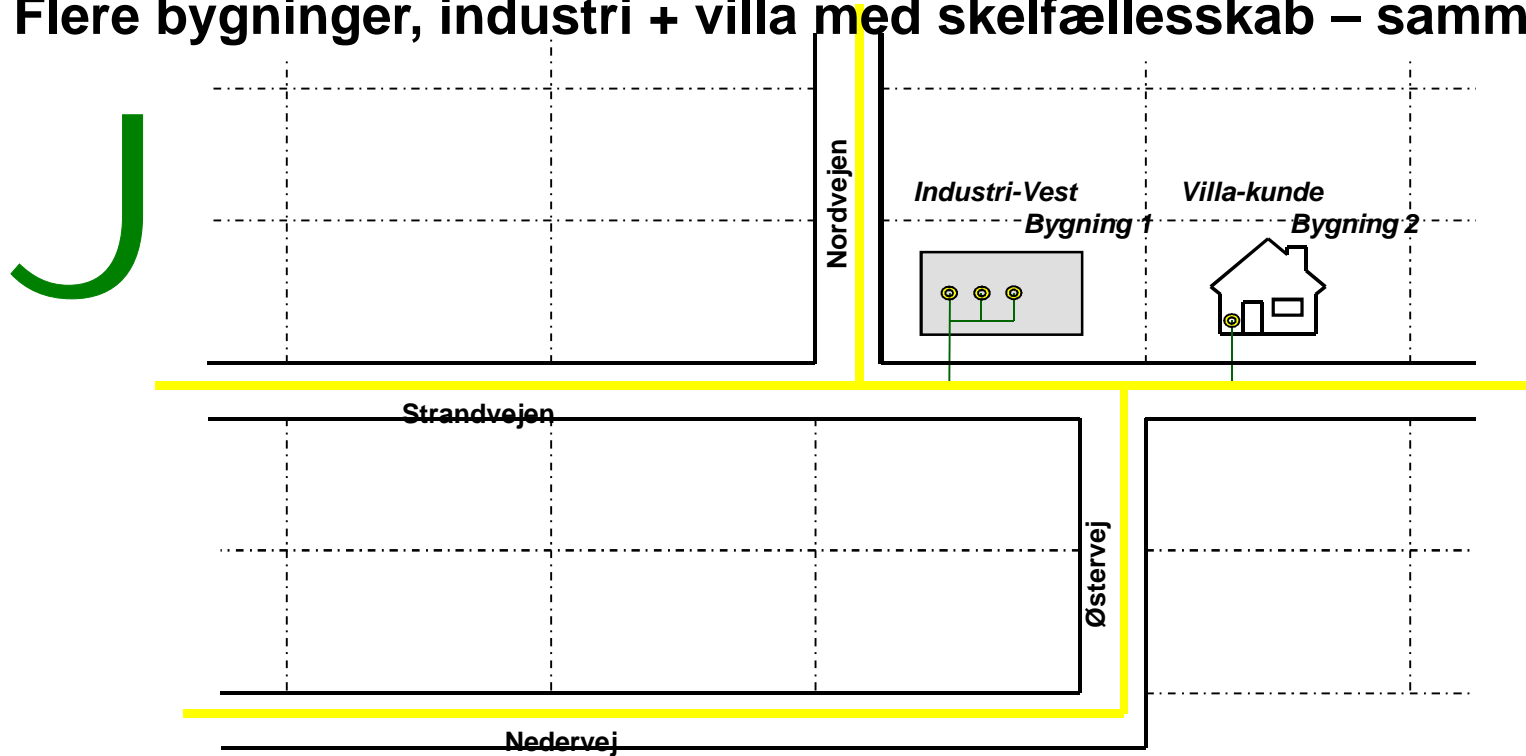 Flere bygninger, industri + villa med skelfællesskab – samm
J
Nordvejen
Industri-Vest
Bygning 1
Villa-kunde
Bygning 2
Strandvejen
Østervej
Nedervej